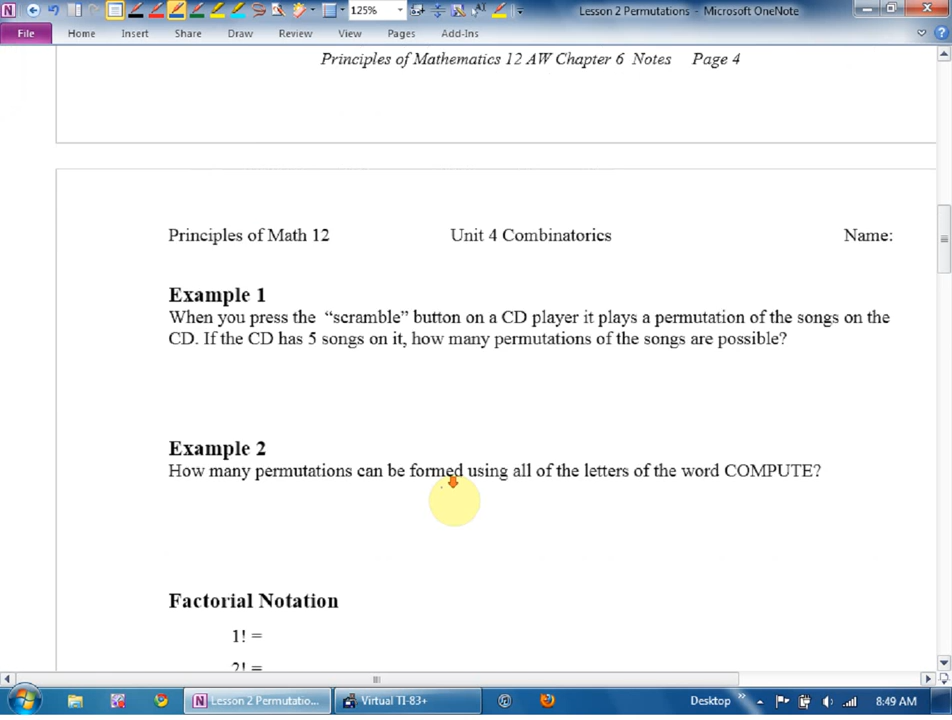 125%
Lesson 2 Permutations - Microsoft OneNote
File Home Insert Share Draw Review View Pages Add-Ins
Principles of Mathematics 12 AW Chapter 6 Notes Page 4
Principles of Math 12 Unit 4 Combinatorics Name:
Example 1
When you press the “scramble” button on a CD player it plays a permutation of the songs on the
CD. If the CD has 5 songs on it, how many permutations of the songs are possible?
Example 2
How many permutations can be formed using all of the letters of the word COMPUTE?
Factorial Notation
1! =
2! =
Lesson 2 Permutatio... Virtual TI-83+ Desktop 8:49 AM